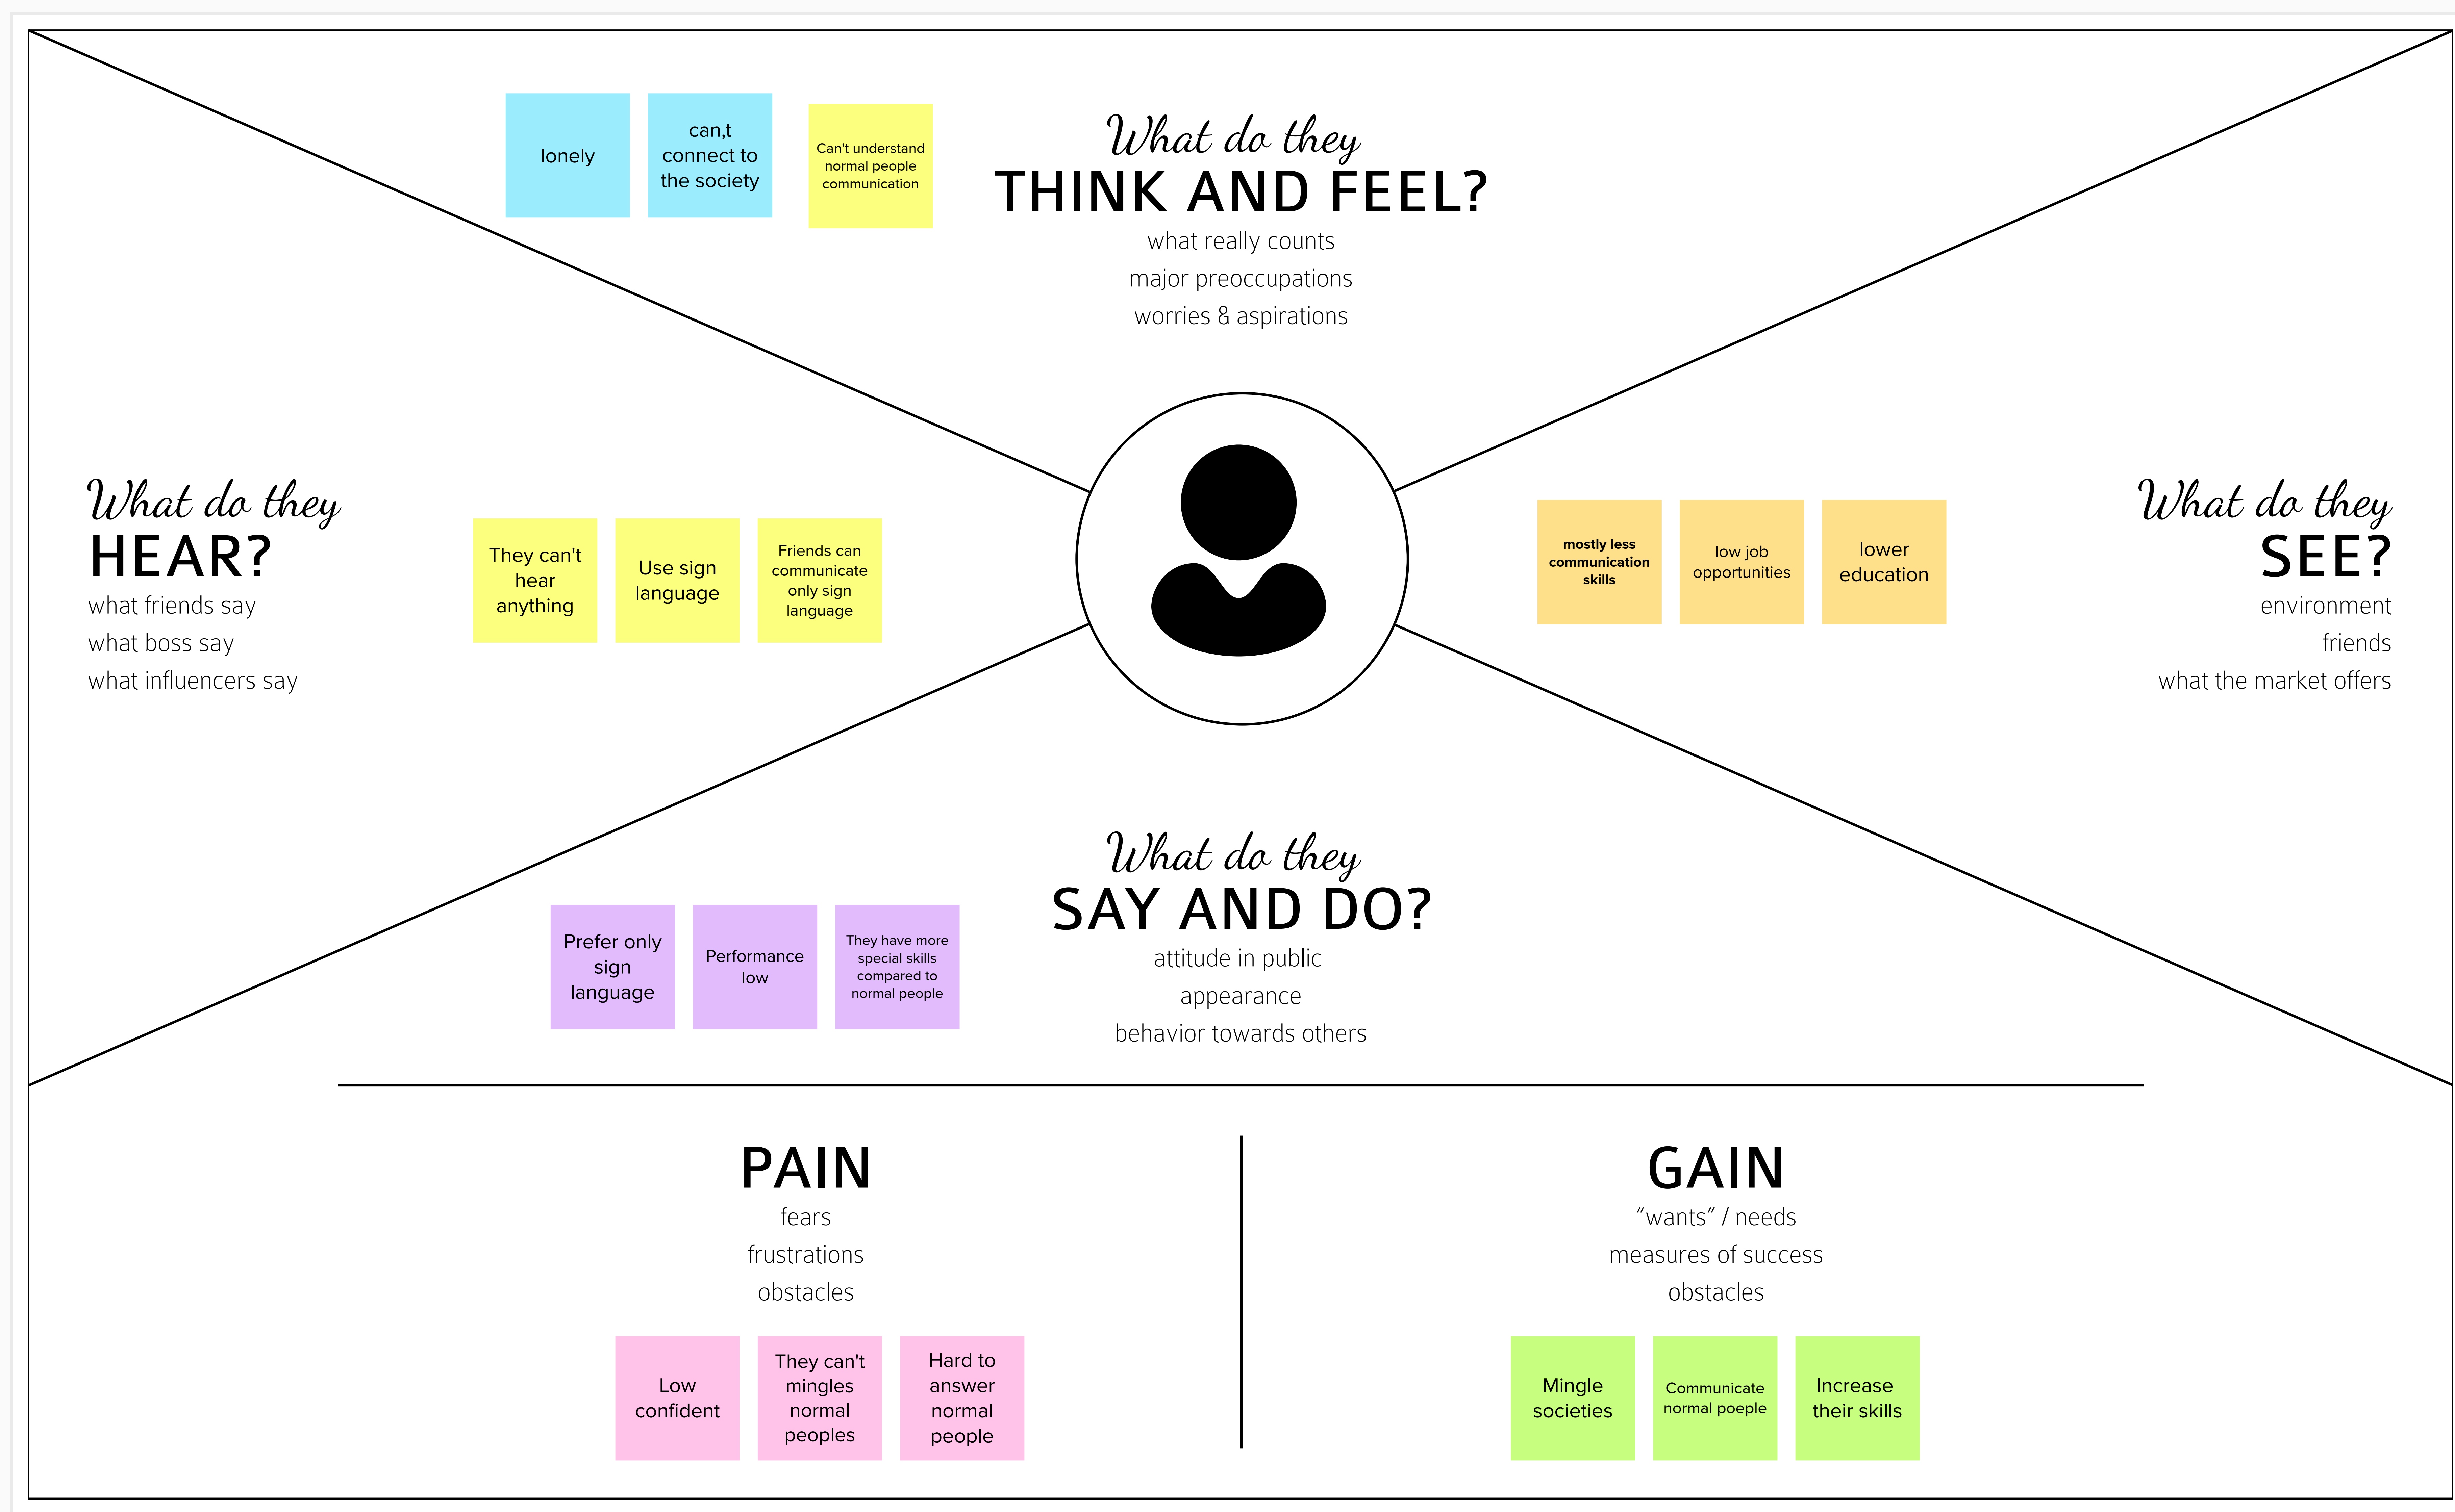 lonely
can,t
connect to
the society
Can't understand
normal people
communication
What do they
THINK AND FEEL?
what really counts
major preoccupations
worries & aspirations
What do they
HEAR?
what friends say
what boss say
what influencers say
They can't
hear
anything
Use sign
language
Friends can
communicate
only sign
language
mostly less
communication
skills
low job
opportunities
lower
education
What do they
SEE?
environment
friends
what the market offers
What do they
SAY AND DO?
attitude in public
appearance
behavior towards others
Prefer only
sign
language
Performance
low
They have more
special skills
compared to
normal people
PAIN
fears
frustrations
obstacles
Low
confident
They can't
mingles
normal
peoples
Hard to
answer
normal
people
GAIN
“wants” / needs
measures of success
obstacles
Mingle
societies
Communicate
normal poeple
Increase
their skills